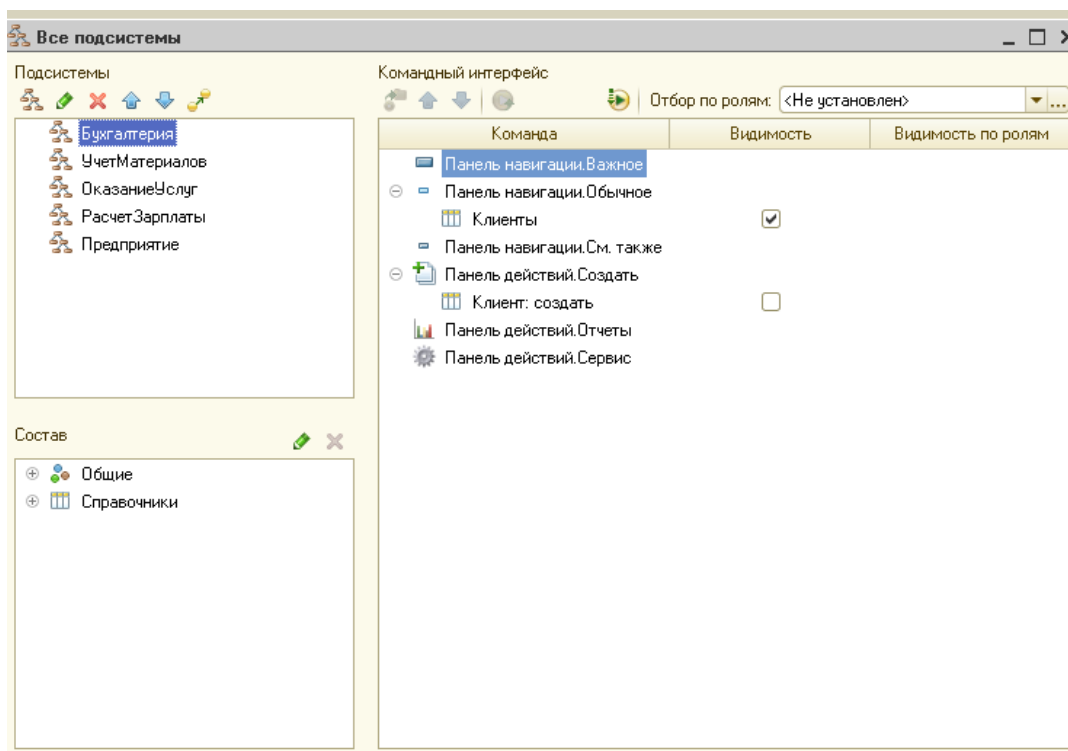 Все подсистемы
Подсистемы
Бухгалтерия
УчетМатериалов
ОказаниеУслуг
РасчетЗарплаты
Предприятие
Состав
Общие
Справочники
Командный интерфейс
Отбор по ролям: <Не установлен>
Команда Видимость Видимость по ролям
Панель навигации.Важное
Панель навигации.Обычное
Клиенты
Панель навигации.См. также
Панель действий.Создать
Клиент: создать
Панель действий.Отчеты
Панель действий.Сервис